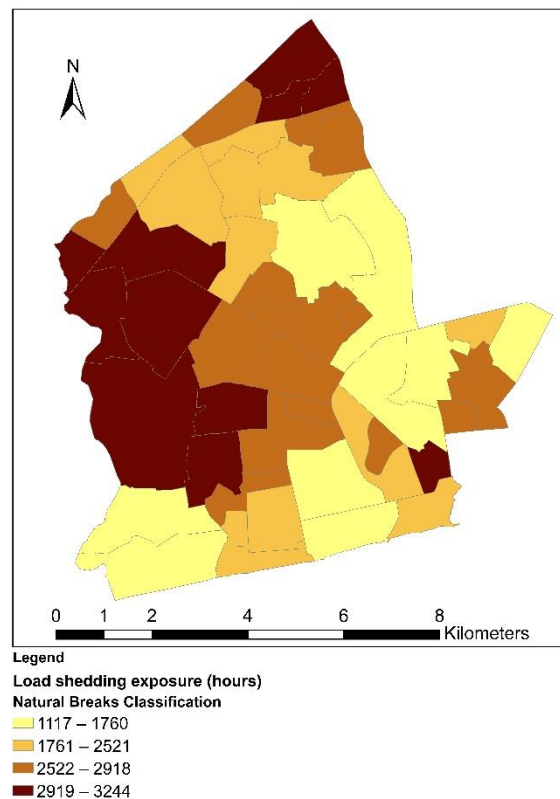 N
0 1 2 4 6 8
Kilometers
Legend
Load shedding exposure (hours)
Natural Breaks Classification
1117 – 1760
1761 – 2521
2522 – 2918
2919 – 3244